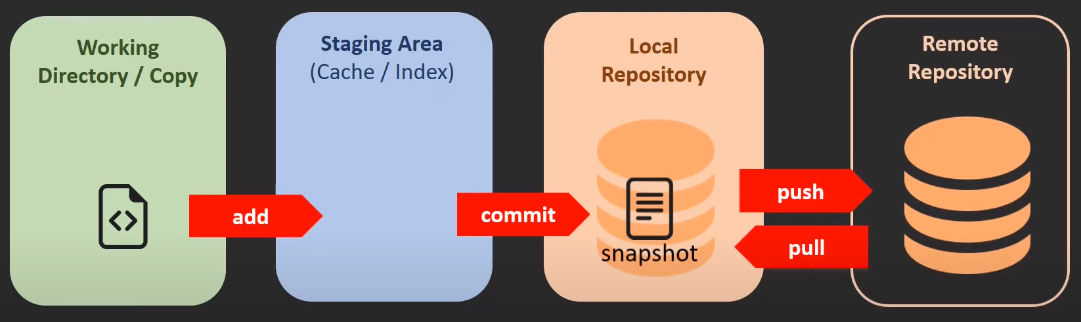 Working
Directory / Copy
Staging Area
(Cache / Index)
Local
Repository
Remote
Repository
add
commit
push
pull
snapshot